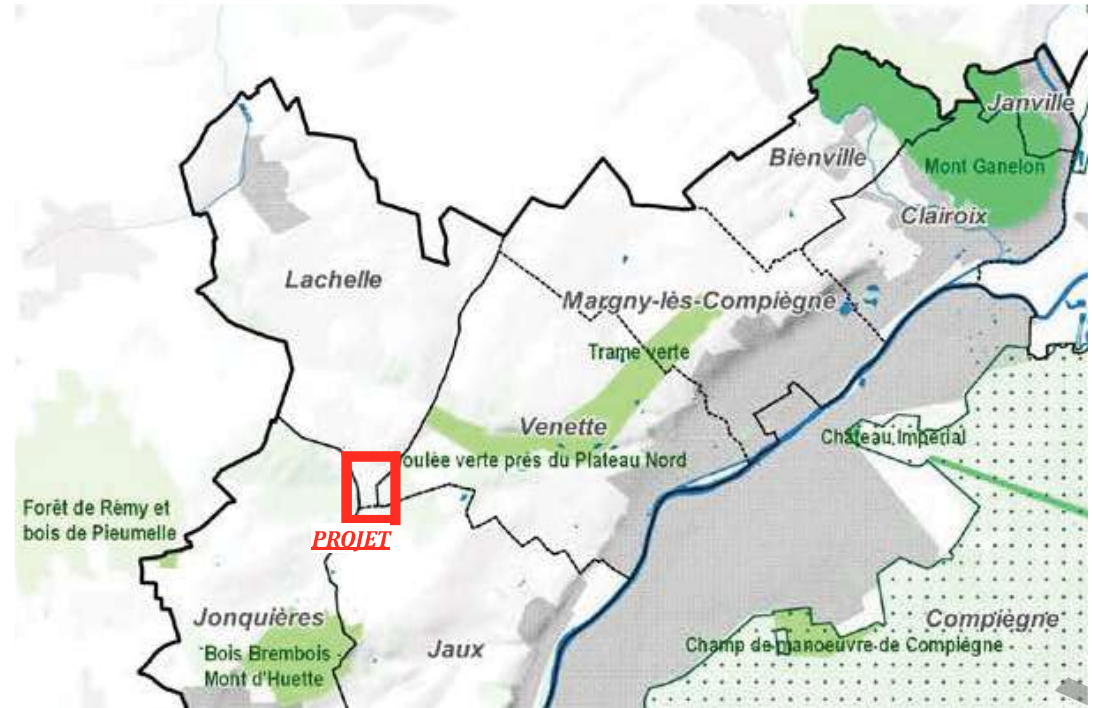 Janville
Bienville
Mont Ganelon
Clairoix
Lachelle
Margny-lès-Compiègne
Trame verte
Venette
Château Impérial
oulée verte près du Plateau Nord
Forêt de Rémy et
bois de Pieumelle
PROJET
Jonquières
Compiègne
Bois Brembois
Mont d'Huette
Jaux
Champ de manoeuvre de Compiègne